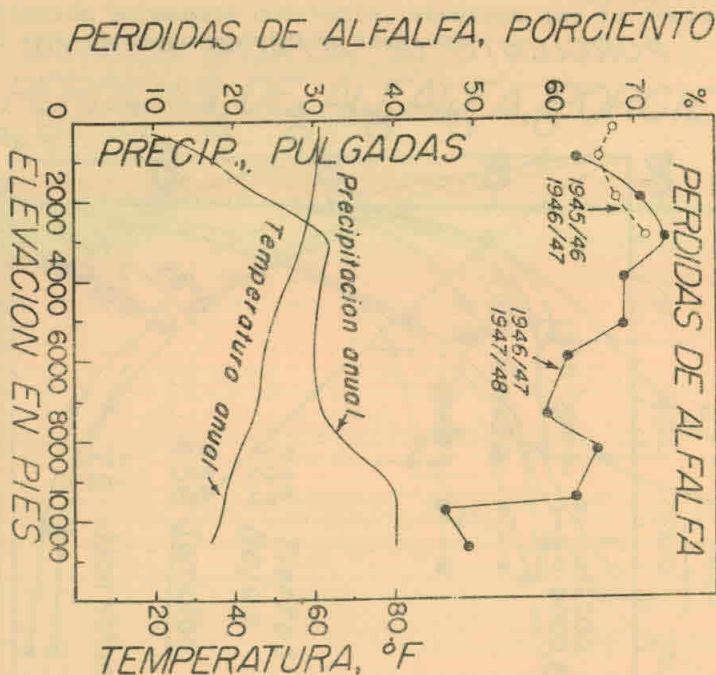 PERDIDAS DE ALFALFA, PORCIENTO
0 10 20 30 40 50 60 70 %
PRECIP., PULGADAS
PERDIDAS DE ALFALFA
1945/46
1946/47
1946/47
1947/48
Precipitacion anual
Temperatura anual
2000 4000 6000 8000 10000
ELEVACION EN PIES
20 40 60 80
TEMPERATURA, °F